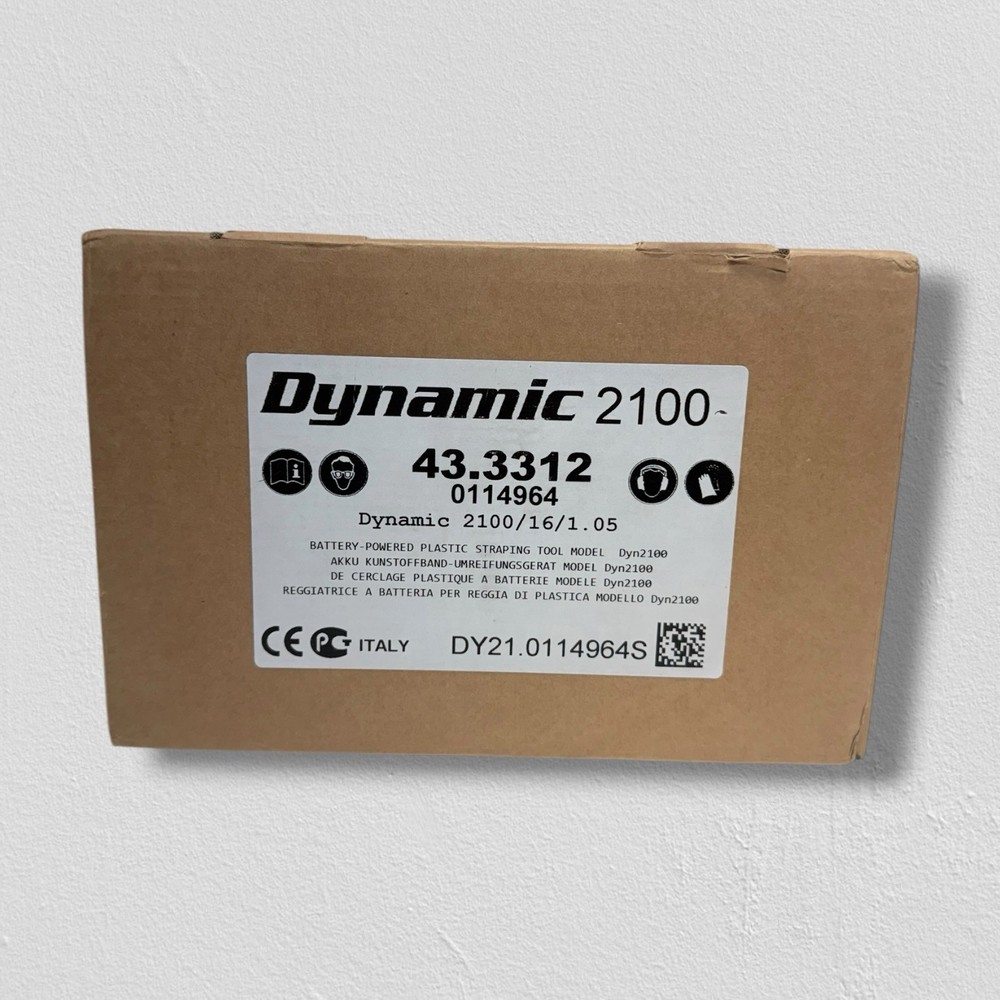 Dynamic 2100
43.3312
0114964
Dynamic 2100/16/1.05
BATTERY-POWERED PLASTIC STRAPING TOOL MODEL Dyn2100
AKKU KUNSTOFFBAND-UMREIFUNGSGERAT MODEL Dyn2100
DE CERCLAGE PLASTIQUE A BATTERIE MODELE Dyn2100
REGGIATRICE A BATTERIA PER REGGIA DI PLASTICA MODELLO Dyn2100
CE PG ITALY DY21.0114964S